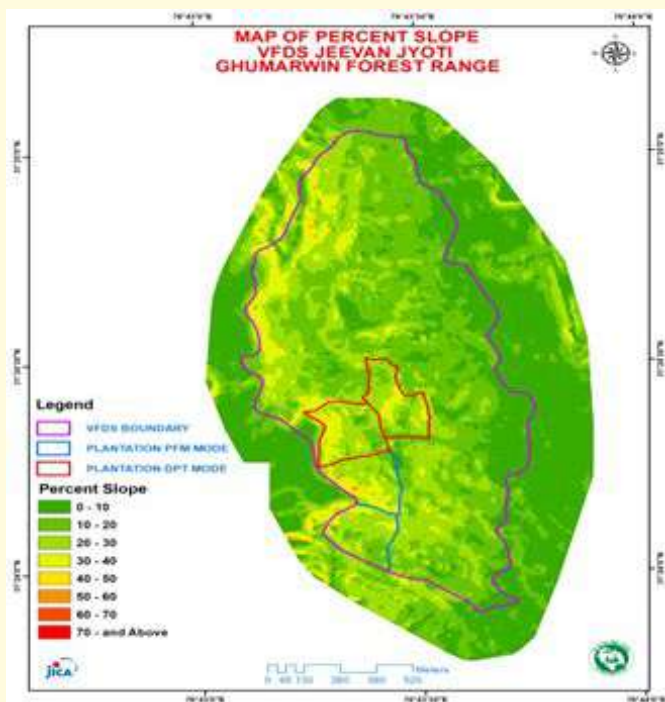 MAP OF PERCENT SLOPE
VFDS JEEVAN JYOTI
GHUMARWIN FOREST RANGE
Legend
VFDS BOUNDARY
PLANTATION PFM MODE
PLANTATION DPT MODE
Percent Slope
0 - 10
10 - 20
20 - 30
30 - 40
40 - 50
50 - 60
60 - 70
70 - and Above
JICA
Meters